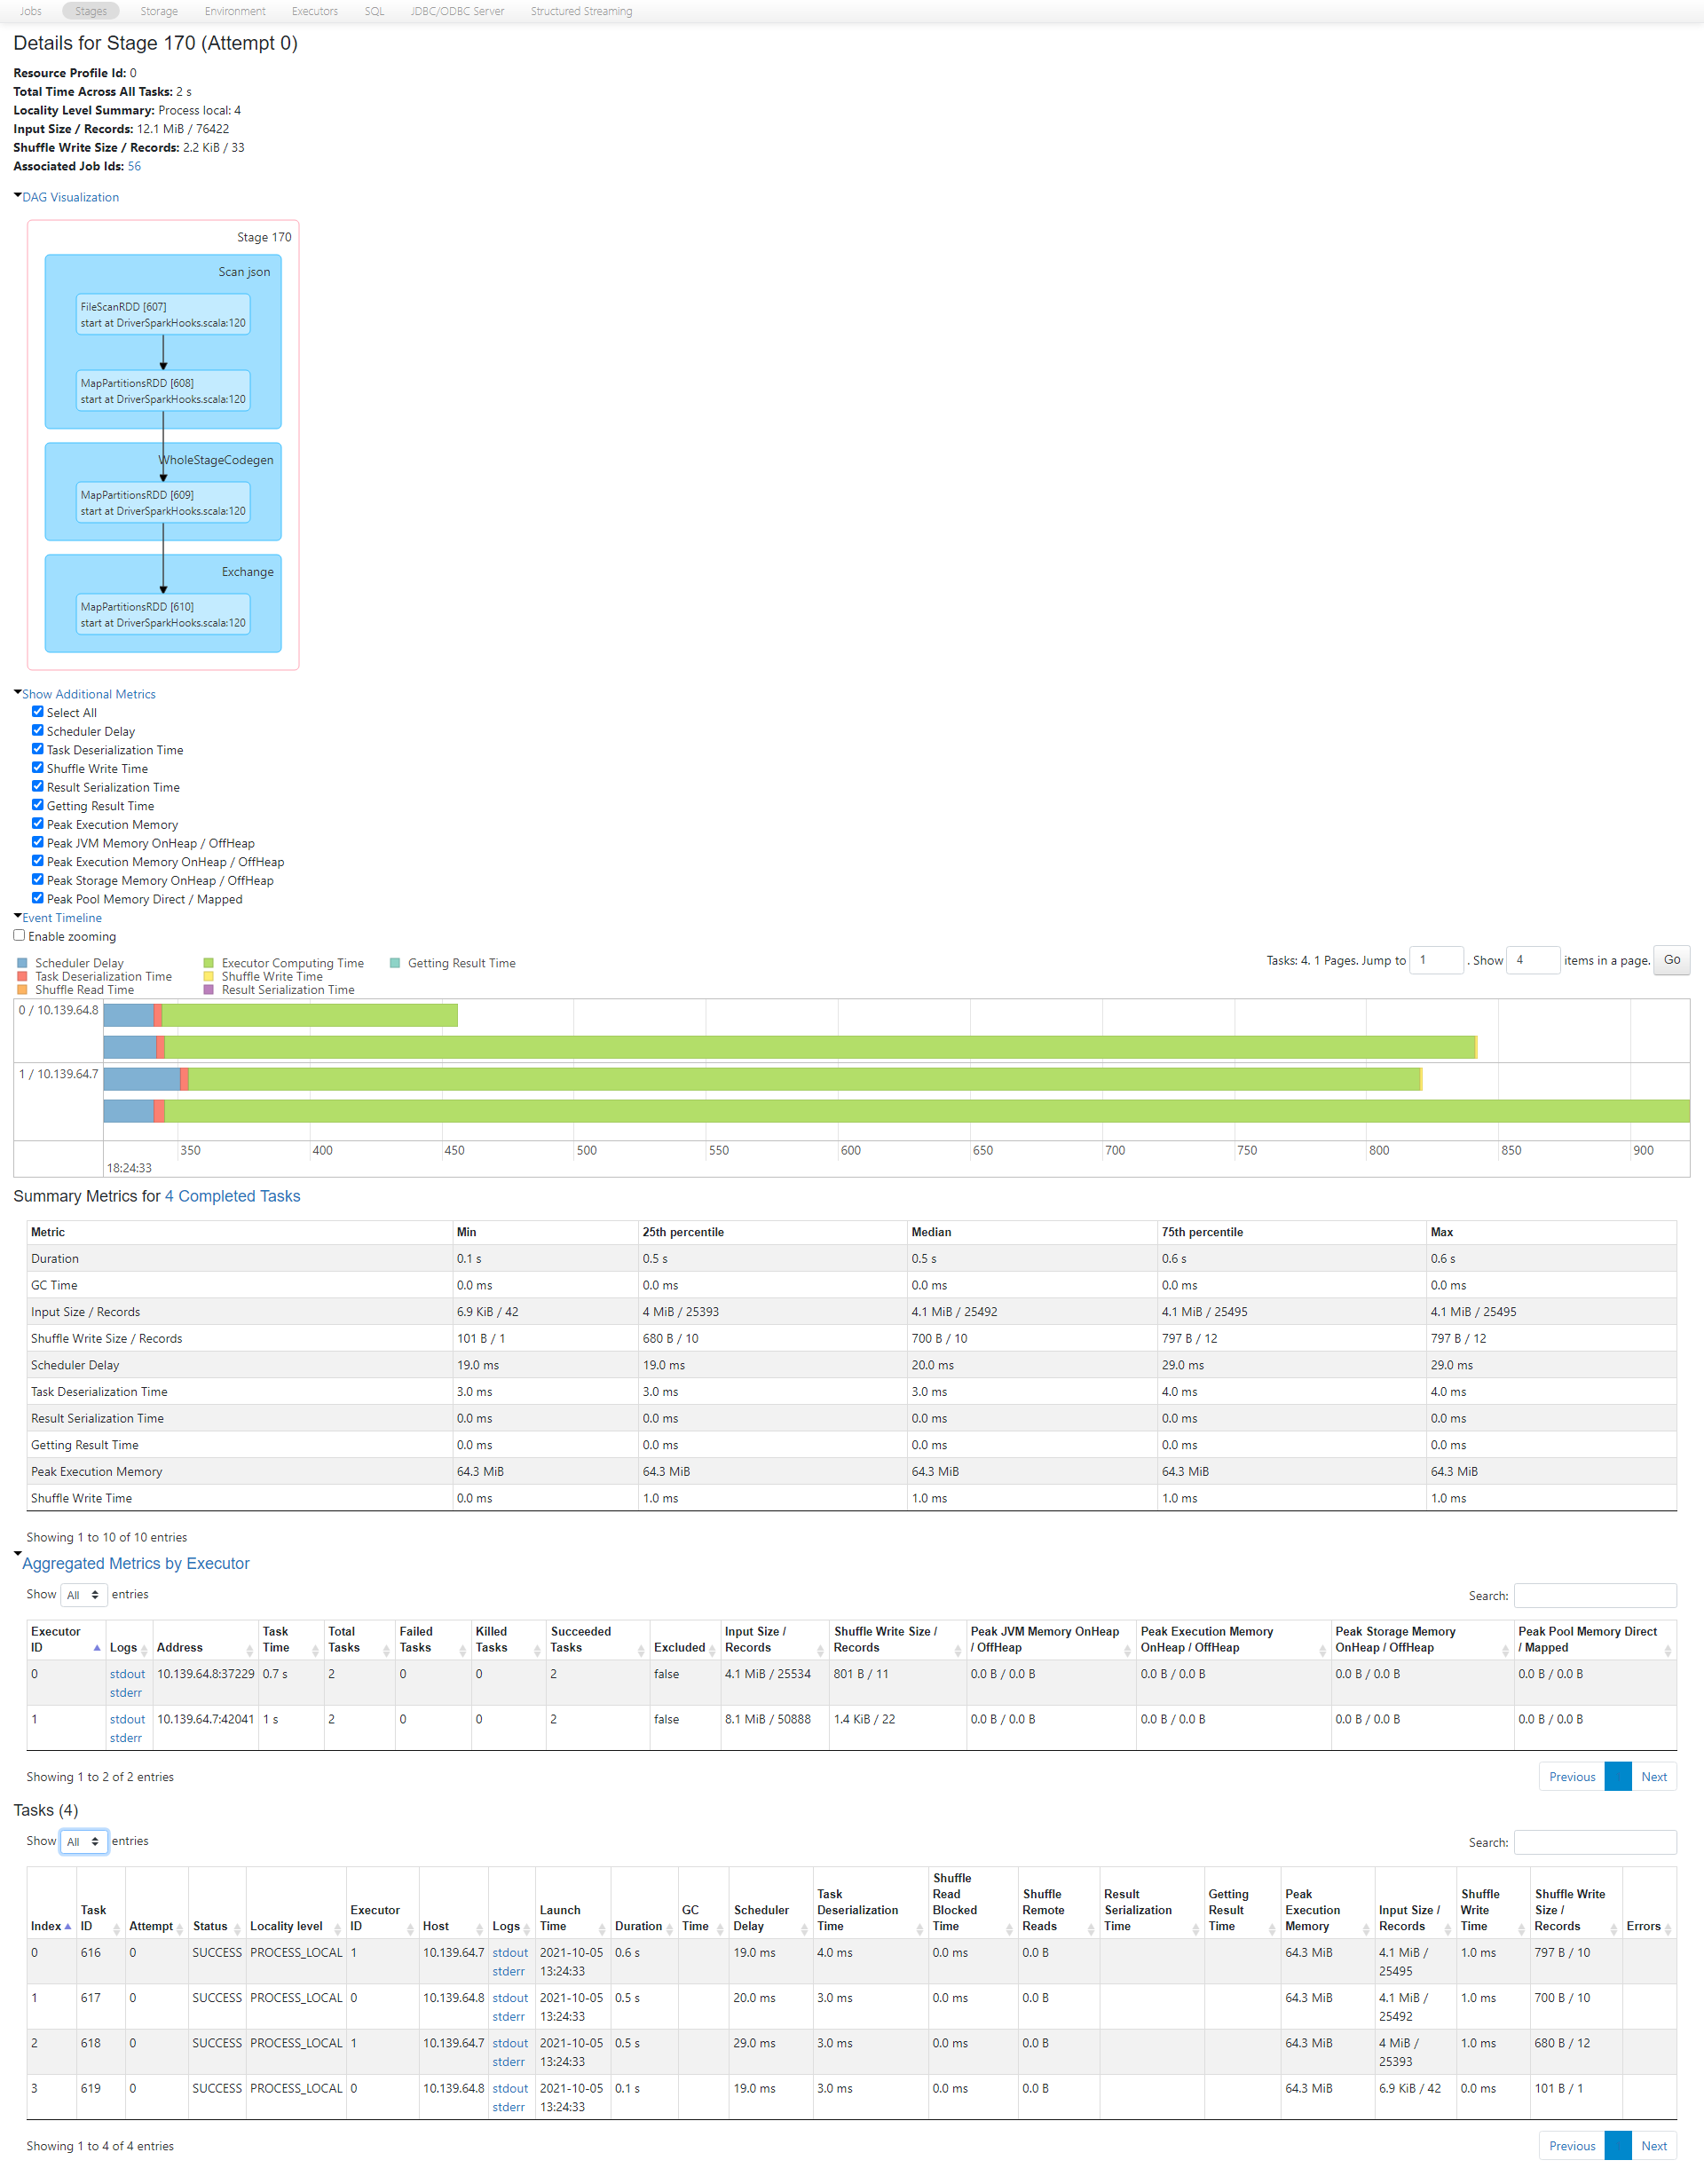 Jobs Stages Storage Environment Executors SQL JDBC/ODBC Server Structured Streaming
Details for Stage 170 (Attempt 0)
Resource Profile Id: 0
Total Time Across All Tasks: 2 s
Locality Level Summary: Process local: 4
Input Size / Records: 12.1 MiB / 76422
Shuffle Write Size / Records: 2.2 KiB / 33
Associated Job Ids: 56
DAG Visualization
Stage 170
Scan json
FileScanRDD [607]
start at DriverSparkHooks.scala:120
MapPartitionsRDD [608]
start at DriverSparkHooks.scala:120
WholeStageCodegen
MapPartitionsRDD [609]
start at DriverSparkHooks.scala:120
Exchange
MapPartitionsRDD [610]
start at DriverSparkHooks.scala:120
Show Additional Metrics
Select All
Scheduler Delay
Task Deserialization Time
Shuffle Write Time
Result Serialization Time
Getting Result Time
Peak Execution Memory
Peak JVM Memory OnHeap / OffHeap
Peak Execution Memory OnHeap / OffHeap
Peak Storage Memory OnHeap / OffHeap
Peak Pool Memory Direct / Mapped
Event Timeline
Enable zooming
Scheduler Delay Executor Computing Time Getting Result Time
Task Deserialization Time Shuffle Write Time
Shuffle Read Time Result Serialization Time
Tasks: 4. 1 Pages. Jump to 1 . Show 4 items in a page. Go
0 / 10.139.64.8
1 / 10.139.64.7
350 400 450 500 550 600 650 700 750 800 850 900
18:24:33
Summary Metrics for 4 Completed Tasks
Metric Min 25th percentile Median 75th percentile Max
Duration 0.1 s 0.5 s 0.5 s 0.6 s 0.6 s
GC Time 0.0 ms 0.0 ms 0.0 ms 0.0 ms 0.0 ms
Input Size / Records 6.9 KiB / 42 4 MiB / 25393 4.1 MiB / 25492 4.1 MiB / 25495 4.1 MiB / 25495
Shuffle Write Size / Records 101 B / 1 680 B / 10 700 B / 10 797 B / 12 797 B / 12
Scheduler Delay 19.0 ms 19.0 ms 20.0 ms 29.0 ms 29.0 ms
Task Deserialization Time 3.0 ms 3.0 ms 3.0 ms 4.0 ms 4.0 ms
Result Serialization Time 0.0 ms 0.0 ms 0.0 ms 0.0 ms 0.0 ms
Getting Result Time 0.0 ms 0.0 ms 0.0 ms 0.0 ms 0.0 ms
Peak Execution Memory 64.3 MiB 64.3 MiB 64.3 MiB 64.3 MiB 64.3 MiB
Shuffle Write Time 0.0 ms 1.0 ms 1.0 ms 1.0 ms 1.0 ms
Showing 1 to 10 of 10 entries
Aggregated Metrics by Executor
Show All entries Search:
Executor ID Logs Address Task Time Total Tasks Failed Tasks Killed Tasks Succeeded Tasks Excluded Input Size / Records Shuffle Write Size / Records Peak JVM Memory OnHeap / OffHeap Peak Execution Memory OnHeap / OffHeap Peak Storage Memory OnHeap / OffHeap Peak Pool Memory Direct / Mapped
0 stdout 10.139.64.8:37229 0.7 s 2 0 0 2 false 4.1 MiB / 25534 801 B / 11 0.0 B / 0.0 B 0.0 B / 0.0 B 0.0 B / 0.0 B 0.0 B / 0.0 B
stderr
1 stdout 10.139.64.7:42041 1 s 2 0 0 2 false 8.1 MiB / 50888 1.4 KiB / 22 0.0 B / 0.0 B 0.0 B / 0.0 B 0.0 B / 0.0 B 0.0 B / 0.0 B
stderr
Showing 1 to 2 of 2 entries Previous Next
Tasks (4)
Show All entries Search:
Index Task ID Attempt Status Locality level Executor ID Host Logs Launch Time Duration GC Time Scheduler Delay Task Deserialization Time Shuffle Read Blocked Time Shuffle Remote Reads Result Serialization Time Getting Result Time Peak Execution Memory Input Size / Records Shuffle Write Time Shuffle Write Size / Records Errors
0 616 0 SUCCESS PROCESS_LOCAL 1 10.139.64.7 stdout 2021-10-05 0.6 s 19.0 ms 4.0 ms 0.0 ms 0.0 B 64.3 MiB 4.1 MiB / 1.0 ms 797 B / 10
stderr 13:24:33 25495
1 617 0 SUCCESS PROCESS_LOCAL 0 10.139.64.8 stdout 2021-10-05 0.5 s 20.0 ms 3.0 ms 0.0 ms 0.0 B 64.3 MiB 4.1 MiB / 1.0 ms 700 B / 10
stderr 13:24:33 25492
2 618 0 SUCCESS PROCESS_LOCAL 1 10.139.64.7 stdout 2021-10-05 0.5 s 29.0 ms 3.0 ms 0.0 ms 0.0 B 64.3 MiB 4 MiB / 1.0 ms 680 B / 12
stderr 13:24:33 25393
3 619 0 SUCCESS PROCESS_LOCAL 0 10.139.64.8 stdout 2021-10-05 0.1 s 19.0 ms 3.0 ms 0.0 ms 0.0 B 64.3 MiB 6.9 KiB / 42 0.0 ms 101 B / 1
stderr 13:24:33
Showing 1 to 4 of 4 entries Previous Next